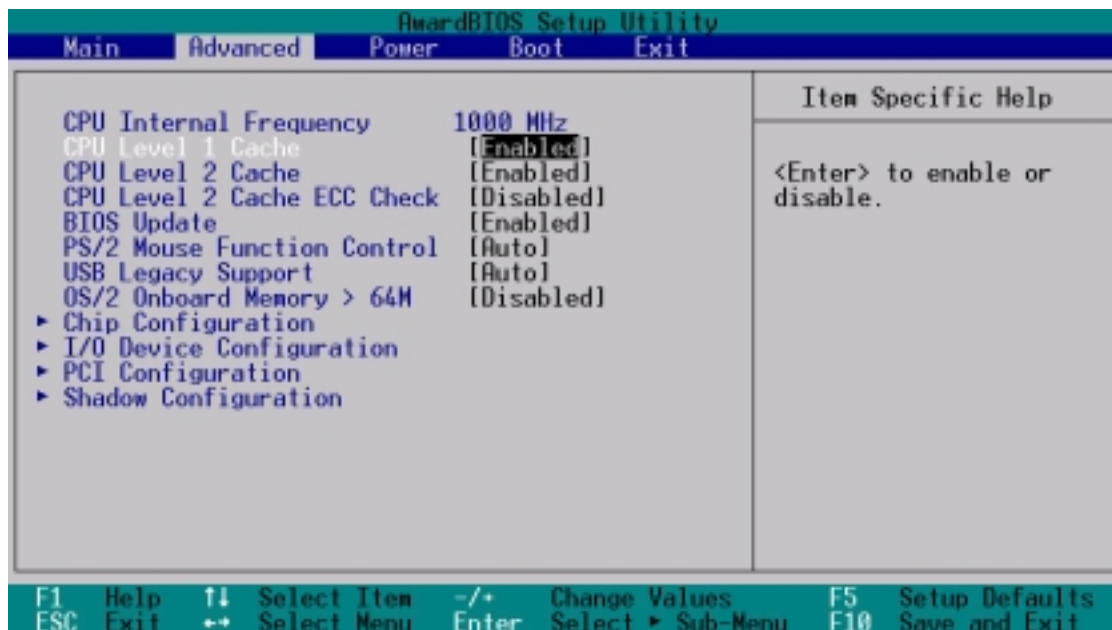 AwardBIOS Setup Utility
Main Advanced Power Boot Exit
Item Specific Help
CPU Internal Frequency 1000 MHz
CPU Level 1 Cache [Enabled]
CPU Level 2 Cache [Enabled]
CPU Level 2 Cache ECC Check [Disabled]
BIOS Update [Enabled]
PS/2 Mouse Function Control [Auto]
USB Legacy Support [Auto]
OS/2 Onboard Memory > 64M [Disabled]
▸ Chip Configuration
▸ I/O Device Configuration
▸ PCI Configuration
▸ Shadow Configuration
<Enter> to enable or
disable.
F1 Help ↑↓ Select Item -/+ Change Values F5 Setup Defaults
ESC Exit ←→ Select Menu Enter Select ▸ Sub-Menu F10 Save and Exit